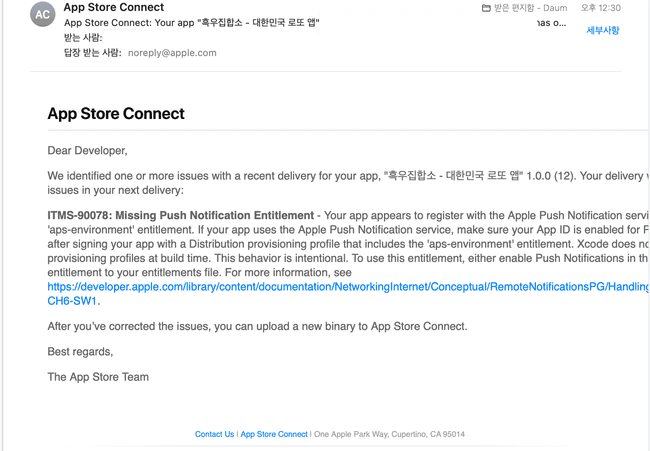 AC
App Store Connect
받은 편지함 - Daum
오후 12:30
App Store Connect: Your app "흑우집합소 - 대한민국 로또 앱"
has o...
세부사항
받는 사람:
답장 받는 사람: noreply@apple.com
App Store Connect
Dear Developer,
We identified one or more issues with a recent delivery for your app, "흑우집합소 - 대한민국 로또 앱" 1.0.0 (12). Your delivery
issues in your next delivery:
ITMS-90078: Missing Push Notification Entitlement - Your app appears to register with the Apple Push Notification
'aps-environment' entitlement. If your app uses the Apple Push Notification service, make sure your App ID is enabled for
after signing your app with a Distribution provisioning profile that includes the 'aps-environment' entitlement. Xcode does
provisioning profiles at build time. This behavior is intentional. To use this entitlement, either enable Push Notifications in
entitlement to your entitlements file. For more information, see
https://developer.apple.com/library/content/documentation/NetworkingInternet/Conceptual/RemoteNotificationsPG/Handling
CH6-SW1.
After you've corrected the issues, you can upload a new binary to App Store Connect.
Best regards,
The App Store Team
Contact Us | App Store Connect | One Apple Park Way, Cupertino, CA 95014